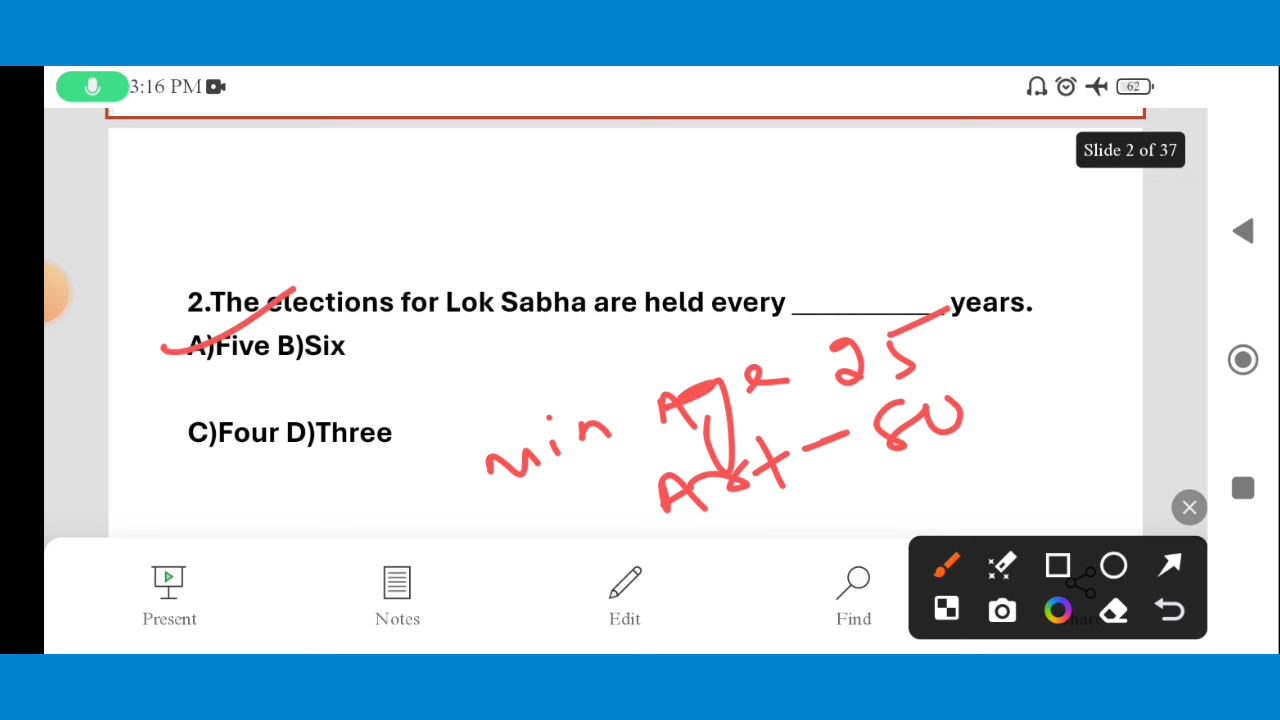 3:16 PM
62
Slide 2 of 37
2.The elections for Lok Sabha are held every __________ years.
A)Five B)Six
min Age 25
C)Four D)Three
Art - 80
Present
Notes
Edit
Find